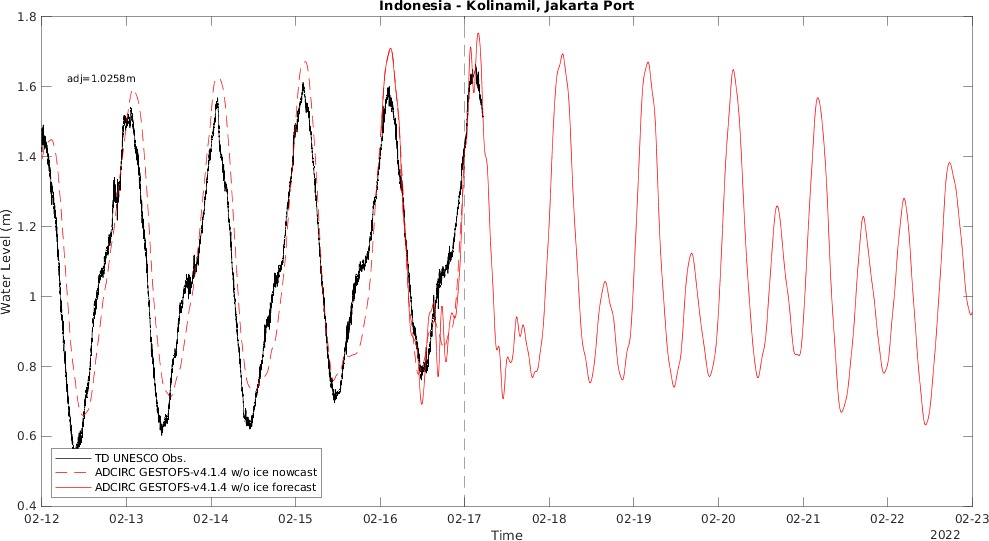 Indonesia - Kolinamil, Jakarta Port
1.8
1.6
1.4
1.2
1
0.8
0.6
0.4
Water Level (m)
adj=1.0258m
TD UNESCO Obs.
ADCIRC GESTOFS-v4.1.4 w/o ice nowcast
ADCIRC GESTOFS-v4.1.4 w/o ice forecast
02-12 02-13 02-14 02-15 02-16 02-17 02-18 02-19 02-20 02-21 02-22 02-23
Time
2022